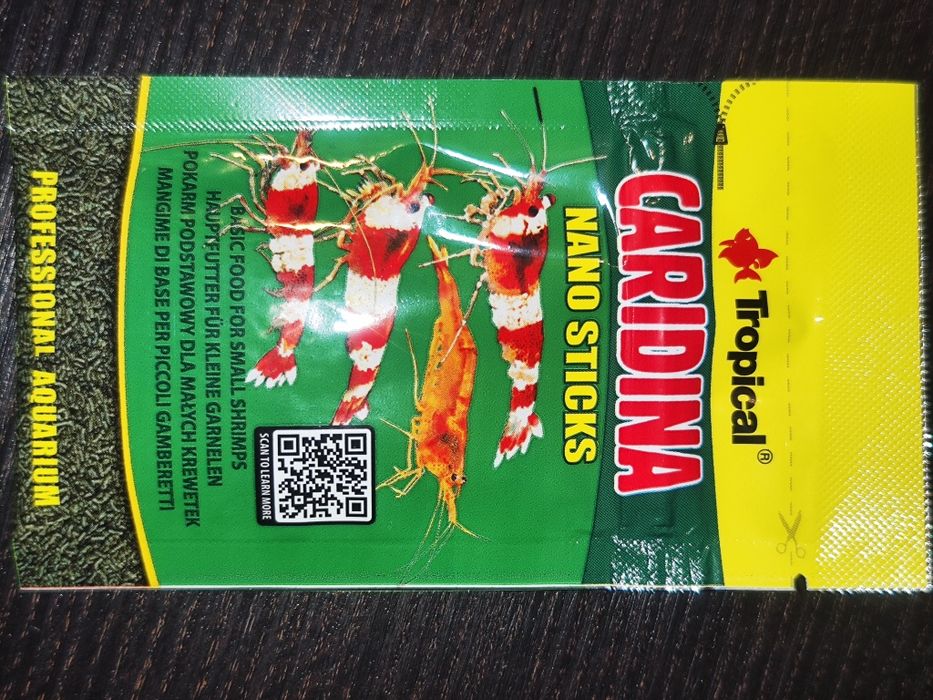 Tropical®
CARIDINA
NANO STICKS
BASIC FOOD FOR SMALL SHRIMPS
HAUPTFUTTER FÜR KLEINE GARNELEN
POKARM PODSTAWOWY DLA MAŁYCH KREWETEK
MANGIME DI BASE PER PICCOLI GAMBERETTI
SCAN TO LEARN MORE
PROFESSIONAL AQUARIUM